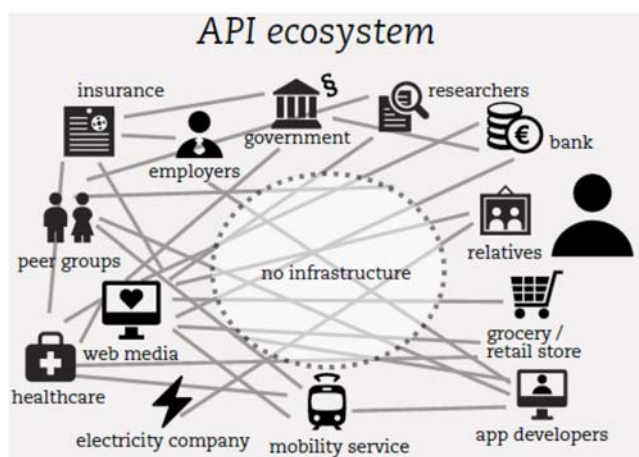 API ecosystem
insurance
§
researchers
government
€
bank
employers
peer groups
relatives
no infrastructure
web media
grocery /
retail store
healthcare
electricity company
mobility service
app developers